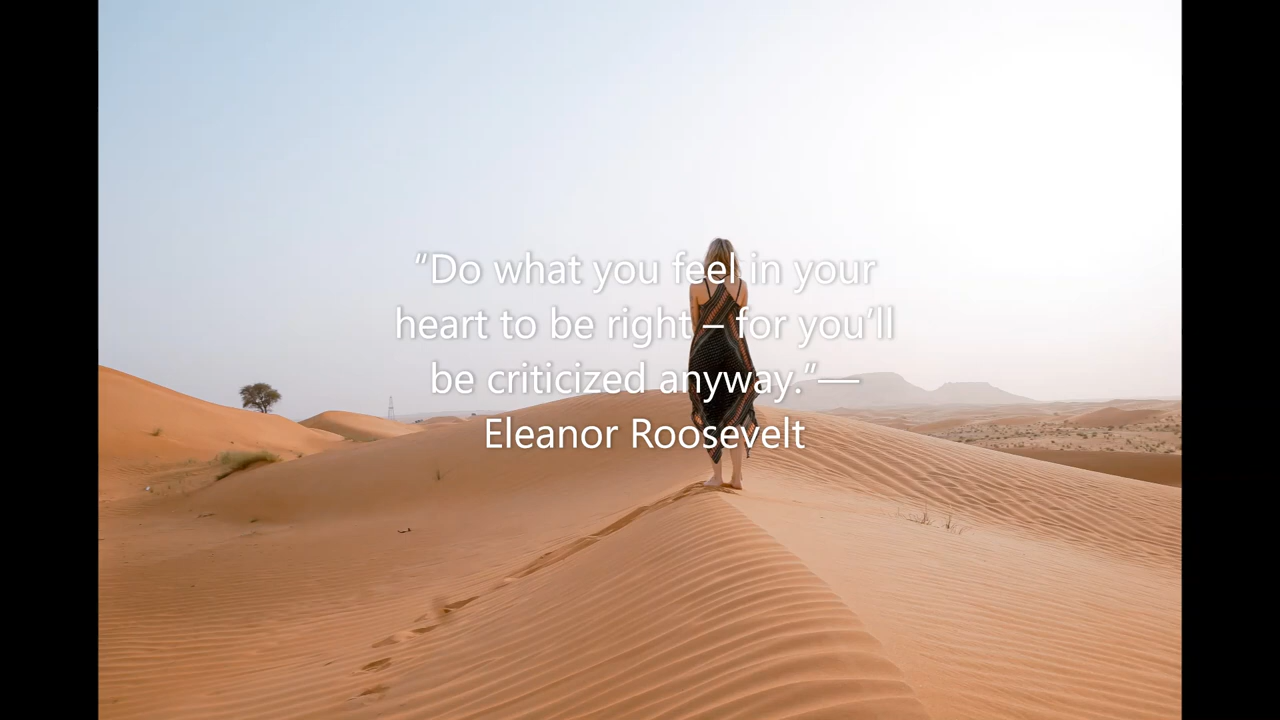 “Do what you feel in your
heart to be right – for you’ll
be criticized anyway.”—
Eleanor Roosevelt